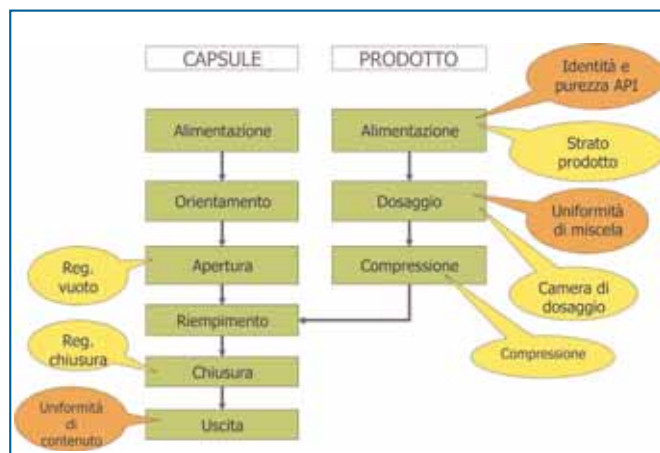 CAPSULE
PRODOTTO
Identità e
purezza API
Alimentazione
Alimentazione
Strato
prodotto
Orientamento
Dosaggio
Uniformità
di miscela
Reg.
vuoto
Apertura
Compressione
Camera di
dosaggio
Riempimento
Reg.
chiusura
Compressione
Chiusura
Uniformità
di
contenuto
Uscita